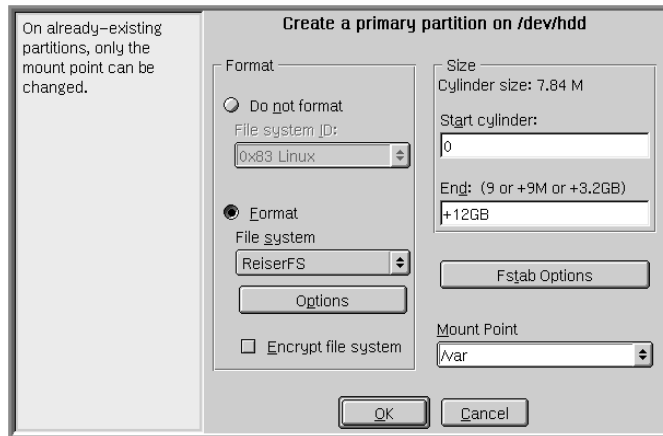 On already-existing
partitions, only the
mount point can be
changed.
Create a primary partition on /dev/hdd
Format
Do not format
File system ID:
0x83 Linux
Format
File system
ReiserFS
Options
Encrypt file system
Size
Cylinder size: 7.84 M
Start cylinder:
0
End: (9 or +9M or +3.2GB)
+12GB
Fstab Options
Mount Point
/var
OK
Cancel